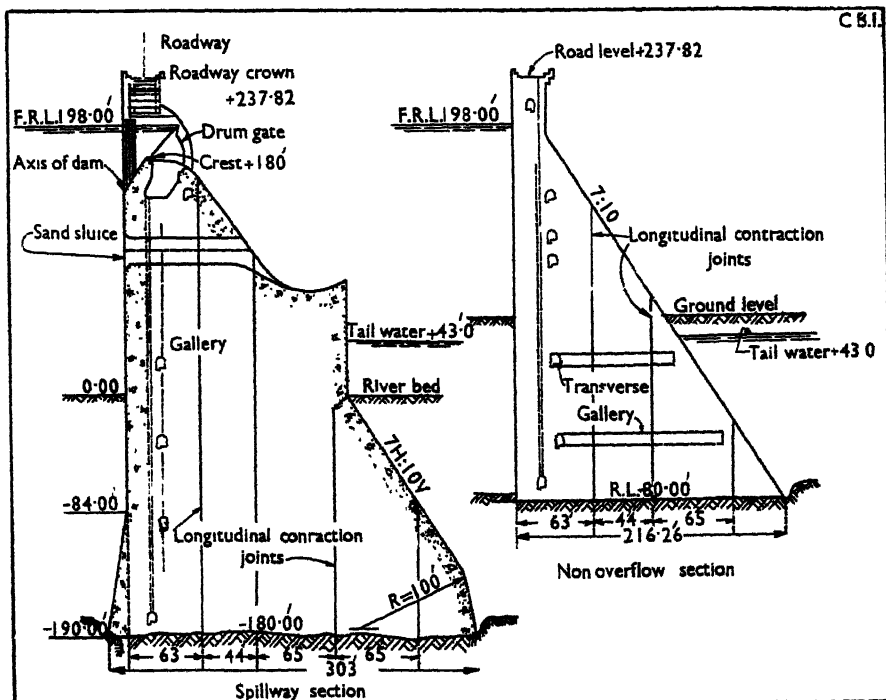 C B.I.
Roadway
Roadway crown
+237·82
F.R.L.198·00′
Drum gate
Crest+180′
Axis of dam
Sand sluice
Tail water+43·0′
Gallery
0·00
River bed
7H:10V
-84·00′
Longitudinal conraction
joints
R=100′
-190·00′
-180·00′
63 44 65 65
303′
Spillway section
Road level+237·82
F.R.L.198·00′
7:10
Longitudinal contraction
joints
Ground level
Tail water+43 0
Transverse
Gallery
R.L.-80·00′
63 44 65
216·26′
Non overflow section